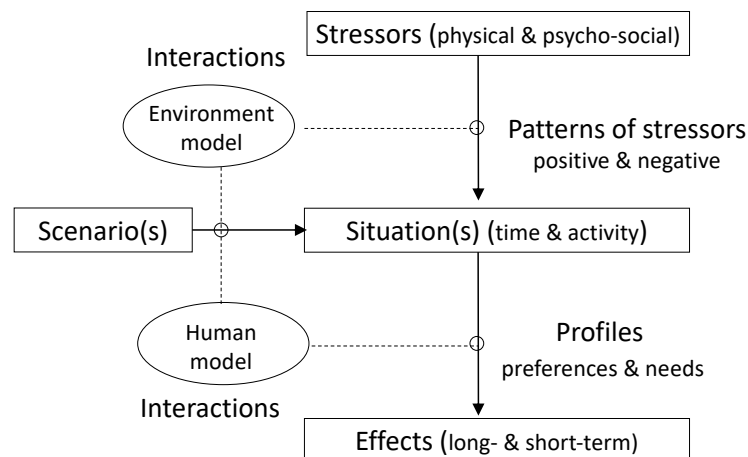 Stressors (physical & psycho-social)
Interactions
Environment
model
Patterns of stressors
positive & negative
Scenario(s)
Situation(s) (time & activity)
Human
model
Profiles
preferences & needs
Interactions
Effects (long- & short-term)